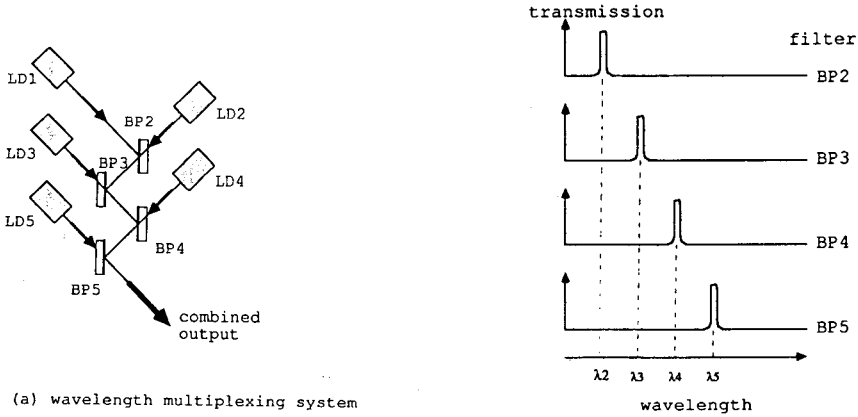 LD1
BP2
LD2
LD3
BP3
LD4
LD5
BP4
BP5
combined
output
(a) wavelength multiplexing system
transmission
filter
BP2
BP3
BP4
BP5
λ2 λ3 λ4 λ5
wavelength